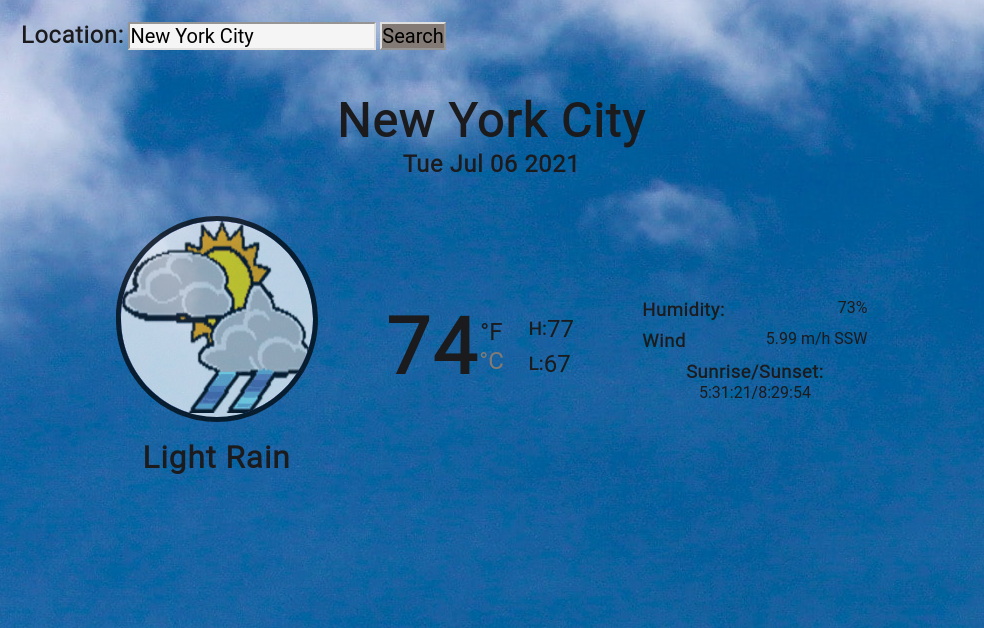 Location: New York City Search
New York City
Tue Jul 06 2021
74 °F °C
H:77
L:67
Humidity: 73%
Wind 5.99 m/h SSW
Sunrise/Sunset:
5:31:21/8:29:54
Light Rain